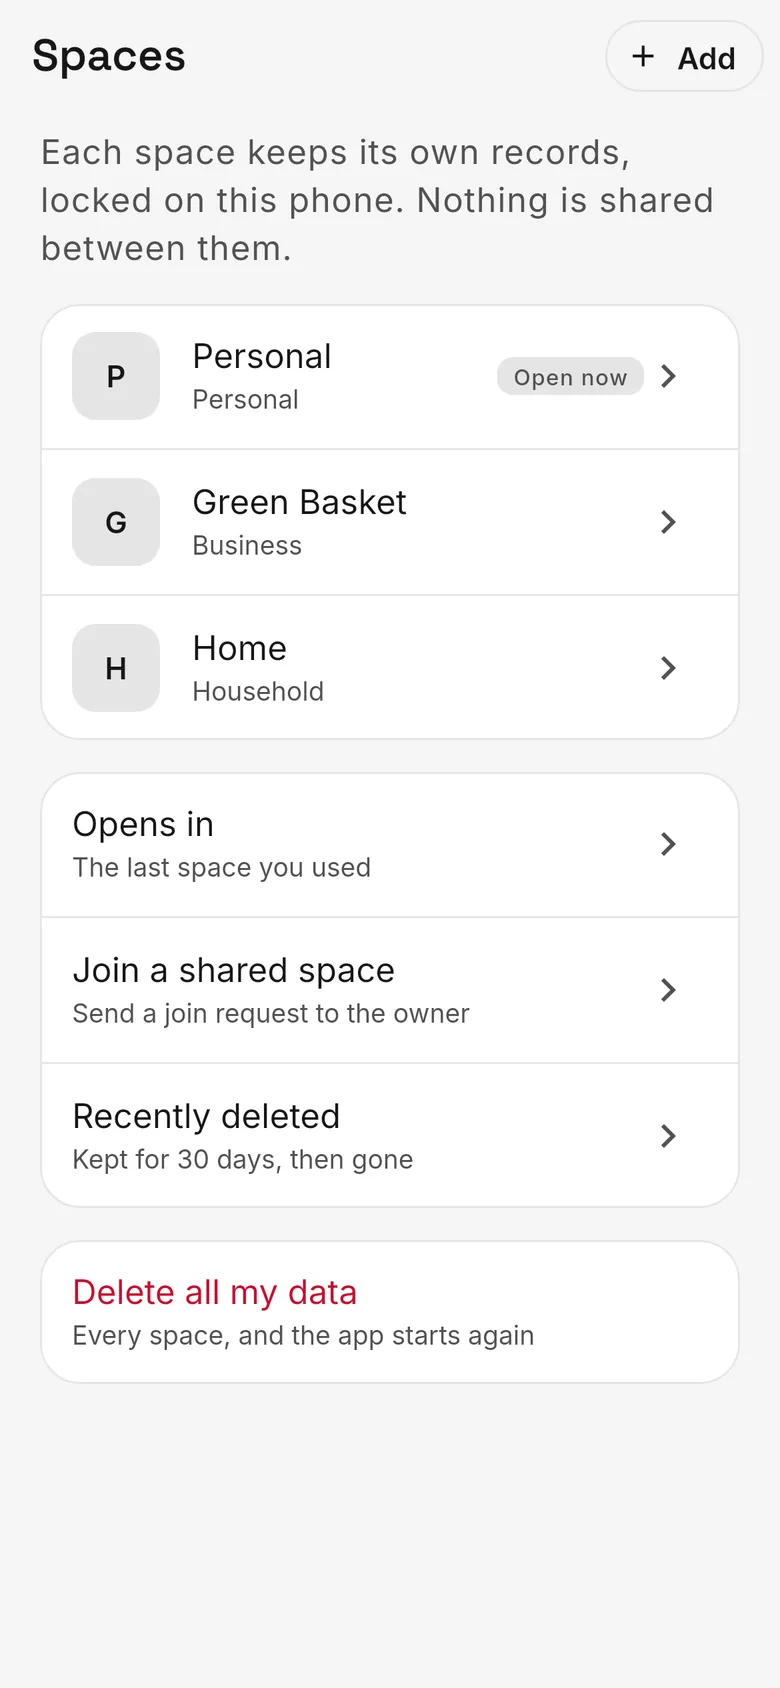 Spaces
+ Add
Each space keeps its own records,
locked on this phone. Nothing is shared
between them.
P
Personal
Personal
Open now
G
Green Basket
Business
H
Home
Household
Opens in
The last space you used
Join a shared space
Send a join request to the owner
Recently deleted
Kept for 30 days, then gone
Delete all my data
Every space, and the app starts again